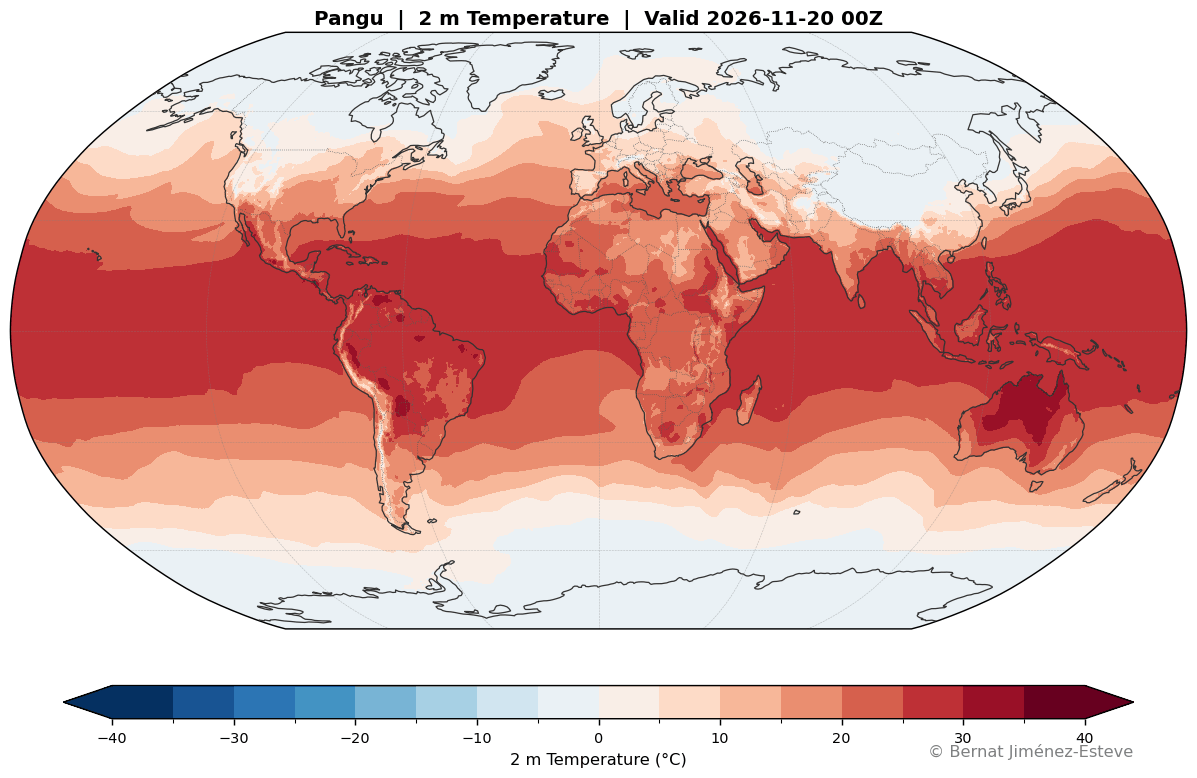 Pangu | 2 m Temperature | Valid 2026-11-20 00Z
−40 −30 −20 −10 0 10 20 30 40
2 m Temperature (°C)
© Bernat Jiménez-Esteve